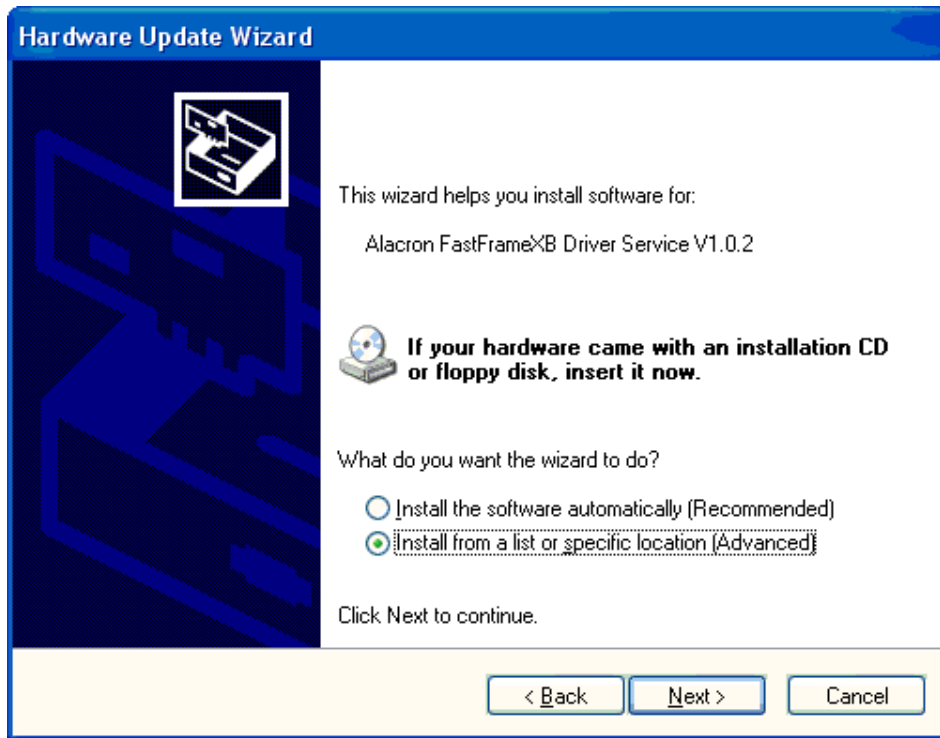 Hardware Update Wizard
This wizard helps you install software for:
Alacron FastFrameXB Driver Service V1.0.2
If your hardware came with an installation CD
or floppy disk, insert it now.
What do you want the wizard to do?
Install the software automatically (Recommended)
Install from a list or specific location (Advanced)
Click Next to continue.
< Back Next > Cancel